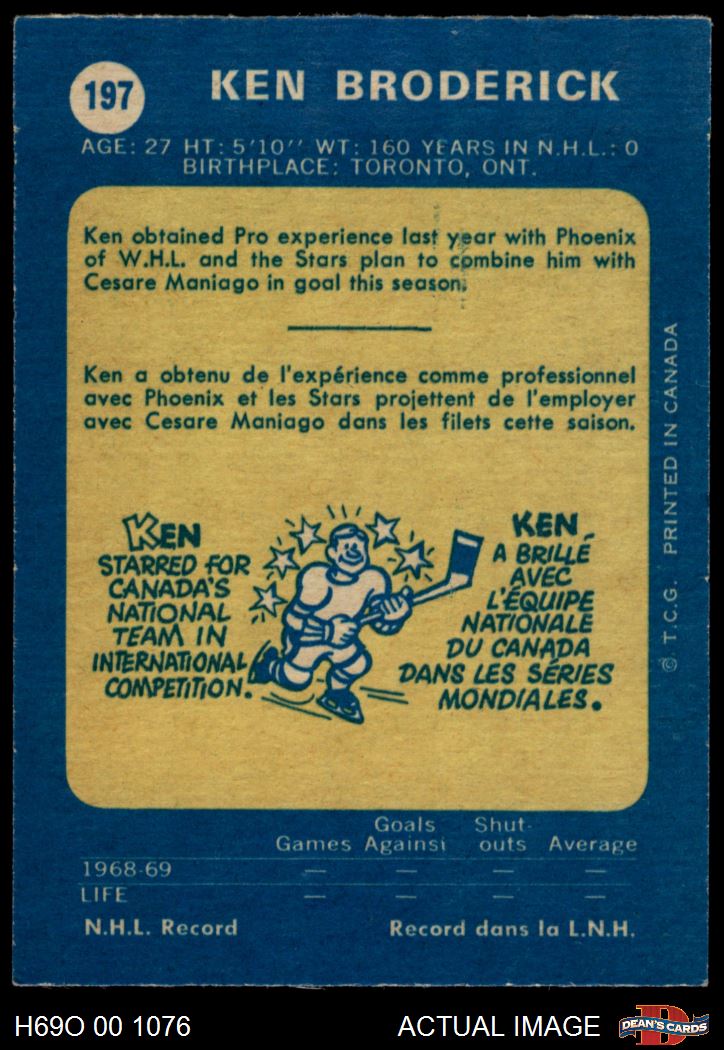 197
KEN BRODERICK
AGE: 27 HT: 5'10'' WT: 160 YEARS IN N.H.L.: 0
BIRTHPLACE: TORONTO, ONT.
Ken obtained Pro experience last year with Phoenix
of W.H.L. and the Stars plan to combine him with
Cesare Maniago in goal this season.
Ken a obtenu de l'expérience comme professionnel
avec Phoenix et les Stars projettent de l'employer
avec Cesare Maniago dans les filets cette saison.
KEN
STARRED FOR
CANADA'S
NATIONAL
TEAM IN
INTERNATIONAL
COMPETITION.
KEN
A BRILLÉ
AVEC
L'ÉQUIPE
NATIONALE
DU CANADA
DANS LES SÉRIES
MONDIALES.
© T.C.G. PRINTED IN CANADA
Goals Shut-
Games Against outs Average
1968-69 — — — —
LIFE — — — —
N.H.L. Record Record dans la L.N.H.
H69O 00 1076 ACTUAL IMAGE
D
DEAN'S CARDS